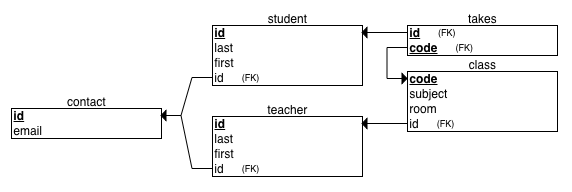 student
id
last
first
id (FK)
takes
id (FK)
code (FK)
class
code
subject
room
id (FK)
contact
id
email
teacher
id
last
first
id (FK)